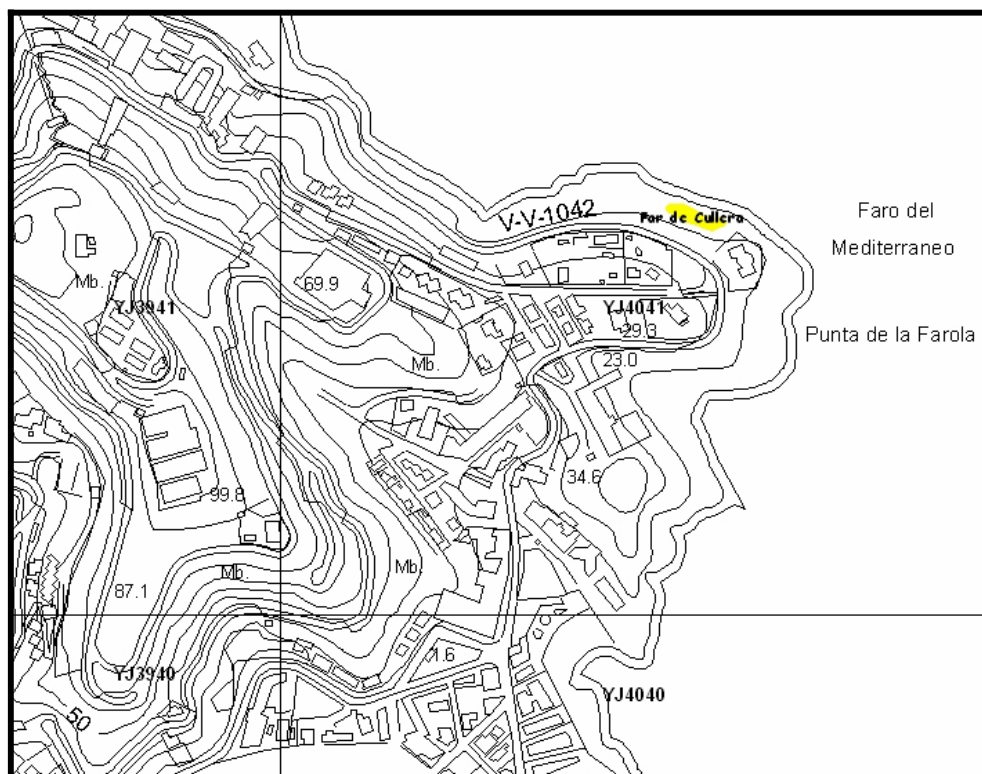 V-V-1042
Far de Cullera
Faro del
Mediterraneo
Mb.
69.9
YJ3941
YJ4041
29.3
Punta de la Farola
Mb.
23.0
34.6
99.8
Mb.
Mb.
87.1
1.6
YJ3940
YJ4040
50